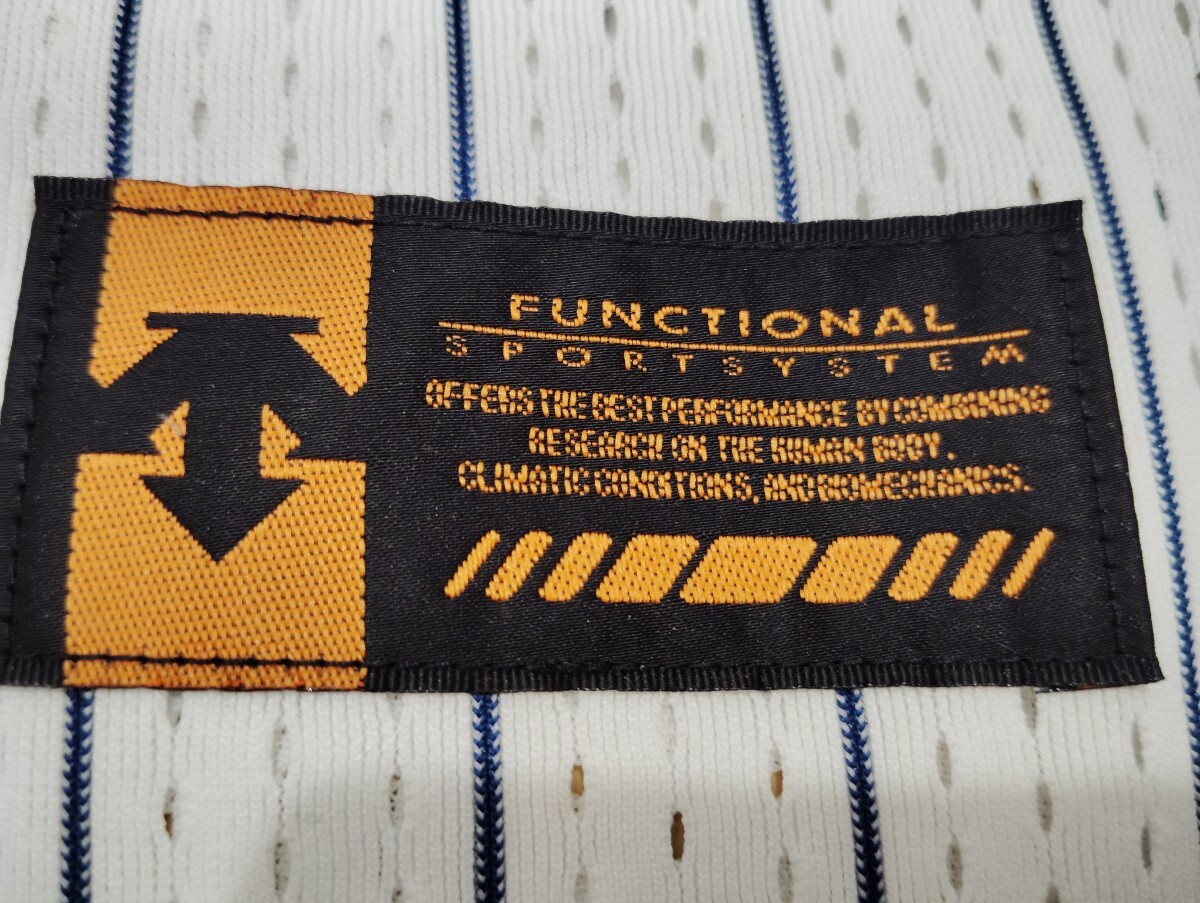 FUNCTIONAL
SPORTSYSTEM
OFFERS THE BEST PERFORMANCE BY COMBINING
RESEARCH ON THE HUMAN BODY.
CLIMATIC CONDITIONS, AND BIOMECHANICS.